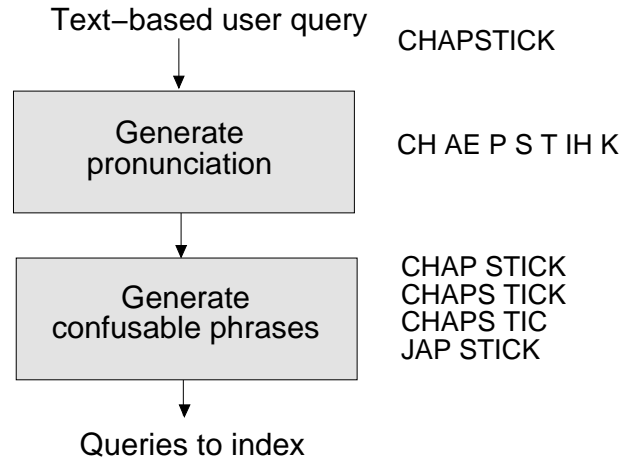 Text−based user query
CHAPSTICK
Generate
pronunciation
CH AE P S T IH K
Generate
confusable phrases
CHAP STICK
CHAPS TICK
CHAPS TIC
JAP STICK
Queries to index